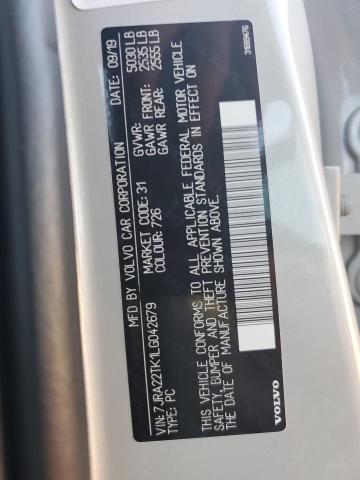 MFD BY VOLVO CAR CORPORATION DATE: 09/19
MARKET CODE: 31 GVWR: 5030 LB
COLOUR: 726 GAWR FRONT: 2535 LB
GAWR REAR: 2555 LB
VIN: 7JRA22TK1LG042679
TYPE: PC
THIS VEHICLE CONFORMS TO ALL APPLICABLE FEDERAL MOTOR VEHICLE
SAFETY, BUMPER AND THEFT PREVENTION STANDARDS IN EFFECT ON
THE DATE OF MANUFACTURE SHOWN ABOVE.
VOLVO